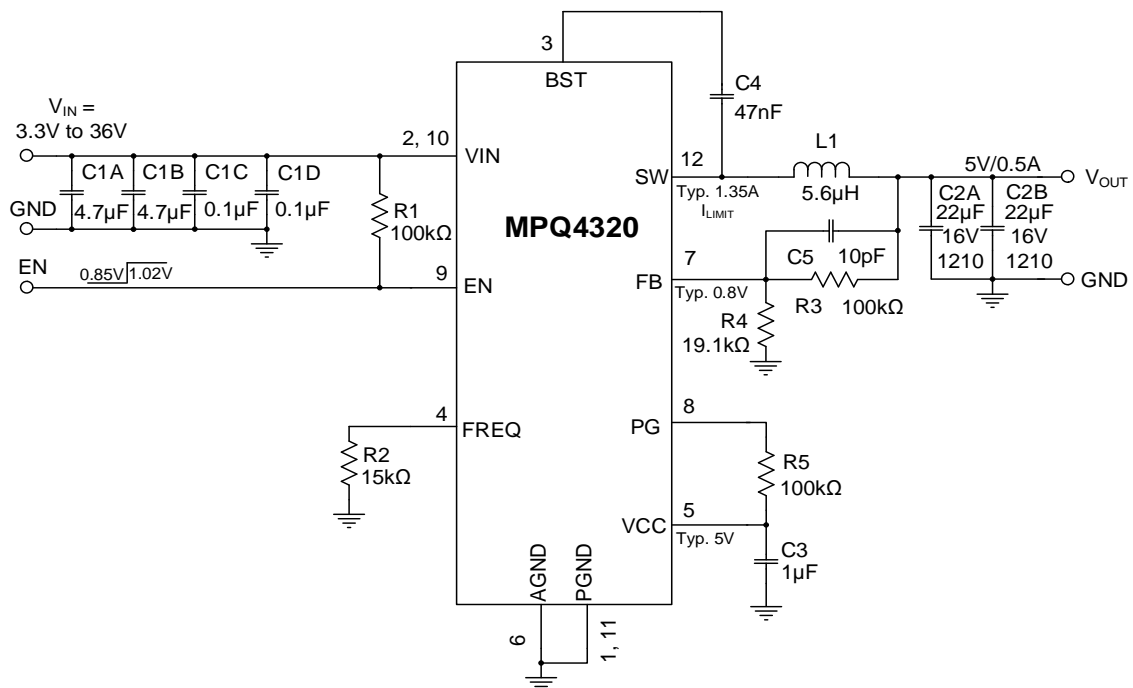 3
BST
C4
47nF
V_IN =
3.3V to 36V
2, 10
VIN
C1A
C1B
C1C
C1D
4.7µF
4.7µF
0.1µF
0.1µF
GND
R1
100kΩ
EN
0.85V
1.02V
9
EN
MPQ4320
12
SW
Typ. 1.35A
I_LIMIT
L1
5.6µH
5V/0.5A
V_OUT
C2A
22µF
16V
1210
C2B
22µF
16V
1210
GND
7
FB
Typ. 0.8V
C5
10pF
R3
100kΩ
R4
19.1kΩ
4
FREQ
R2
15kΩ
8
PG
R5
100kΩ
5
VCC
Typ. 5V
C3
1µF
AGND
PGND
6
1, 11